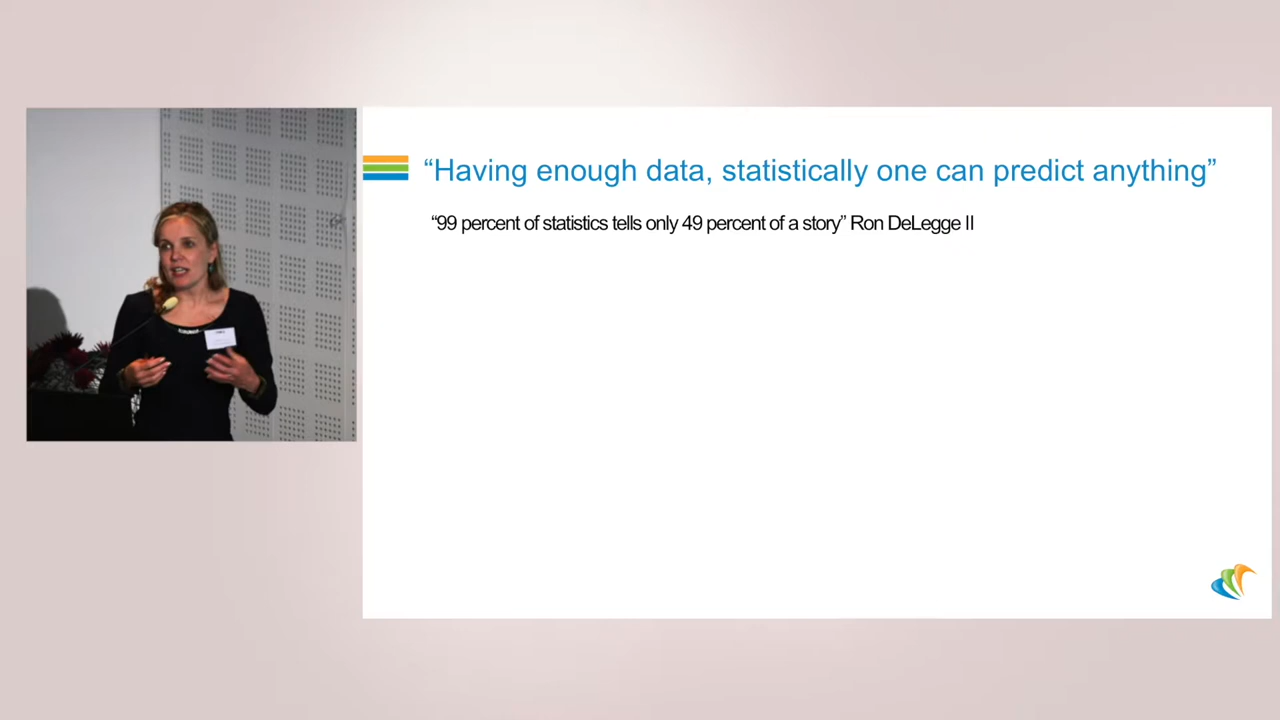 “Having enough data, statistically one can predict anything”
“99 percent of statistics tells only 49 percent of a story” Ron DeLegge II